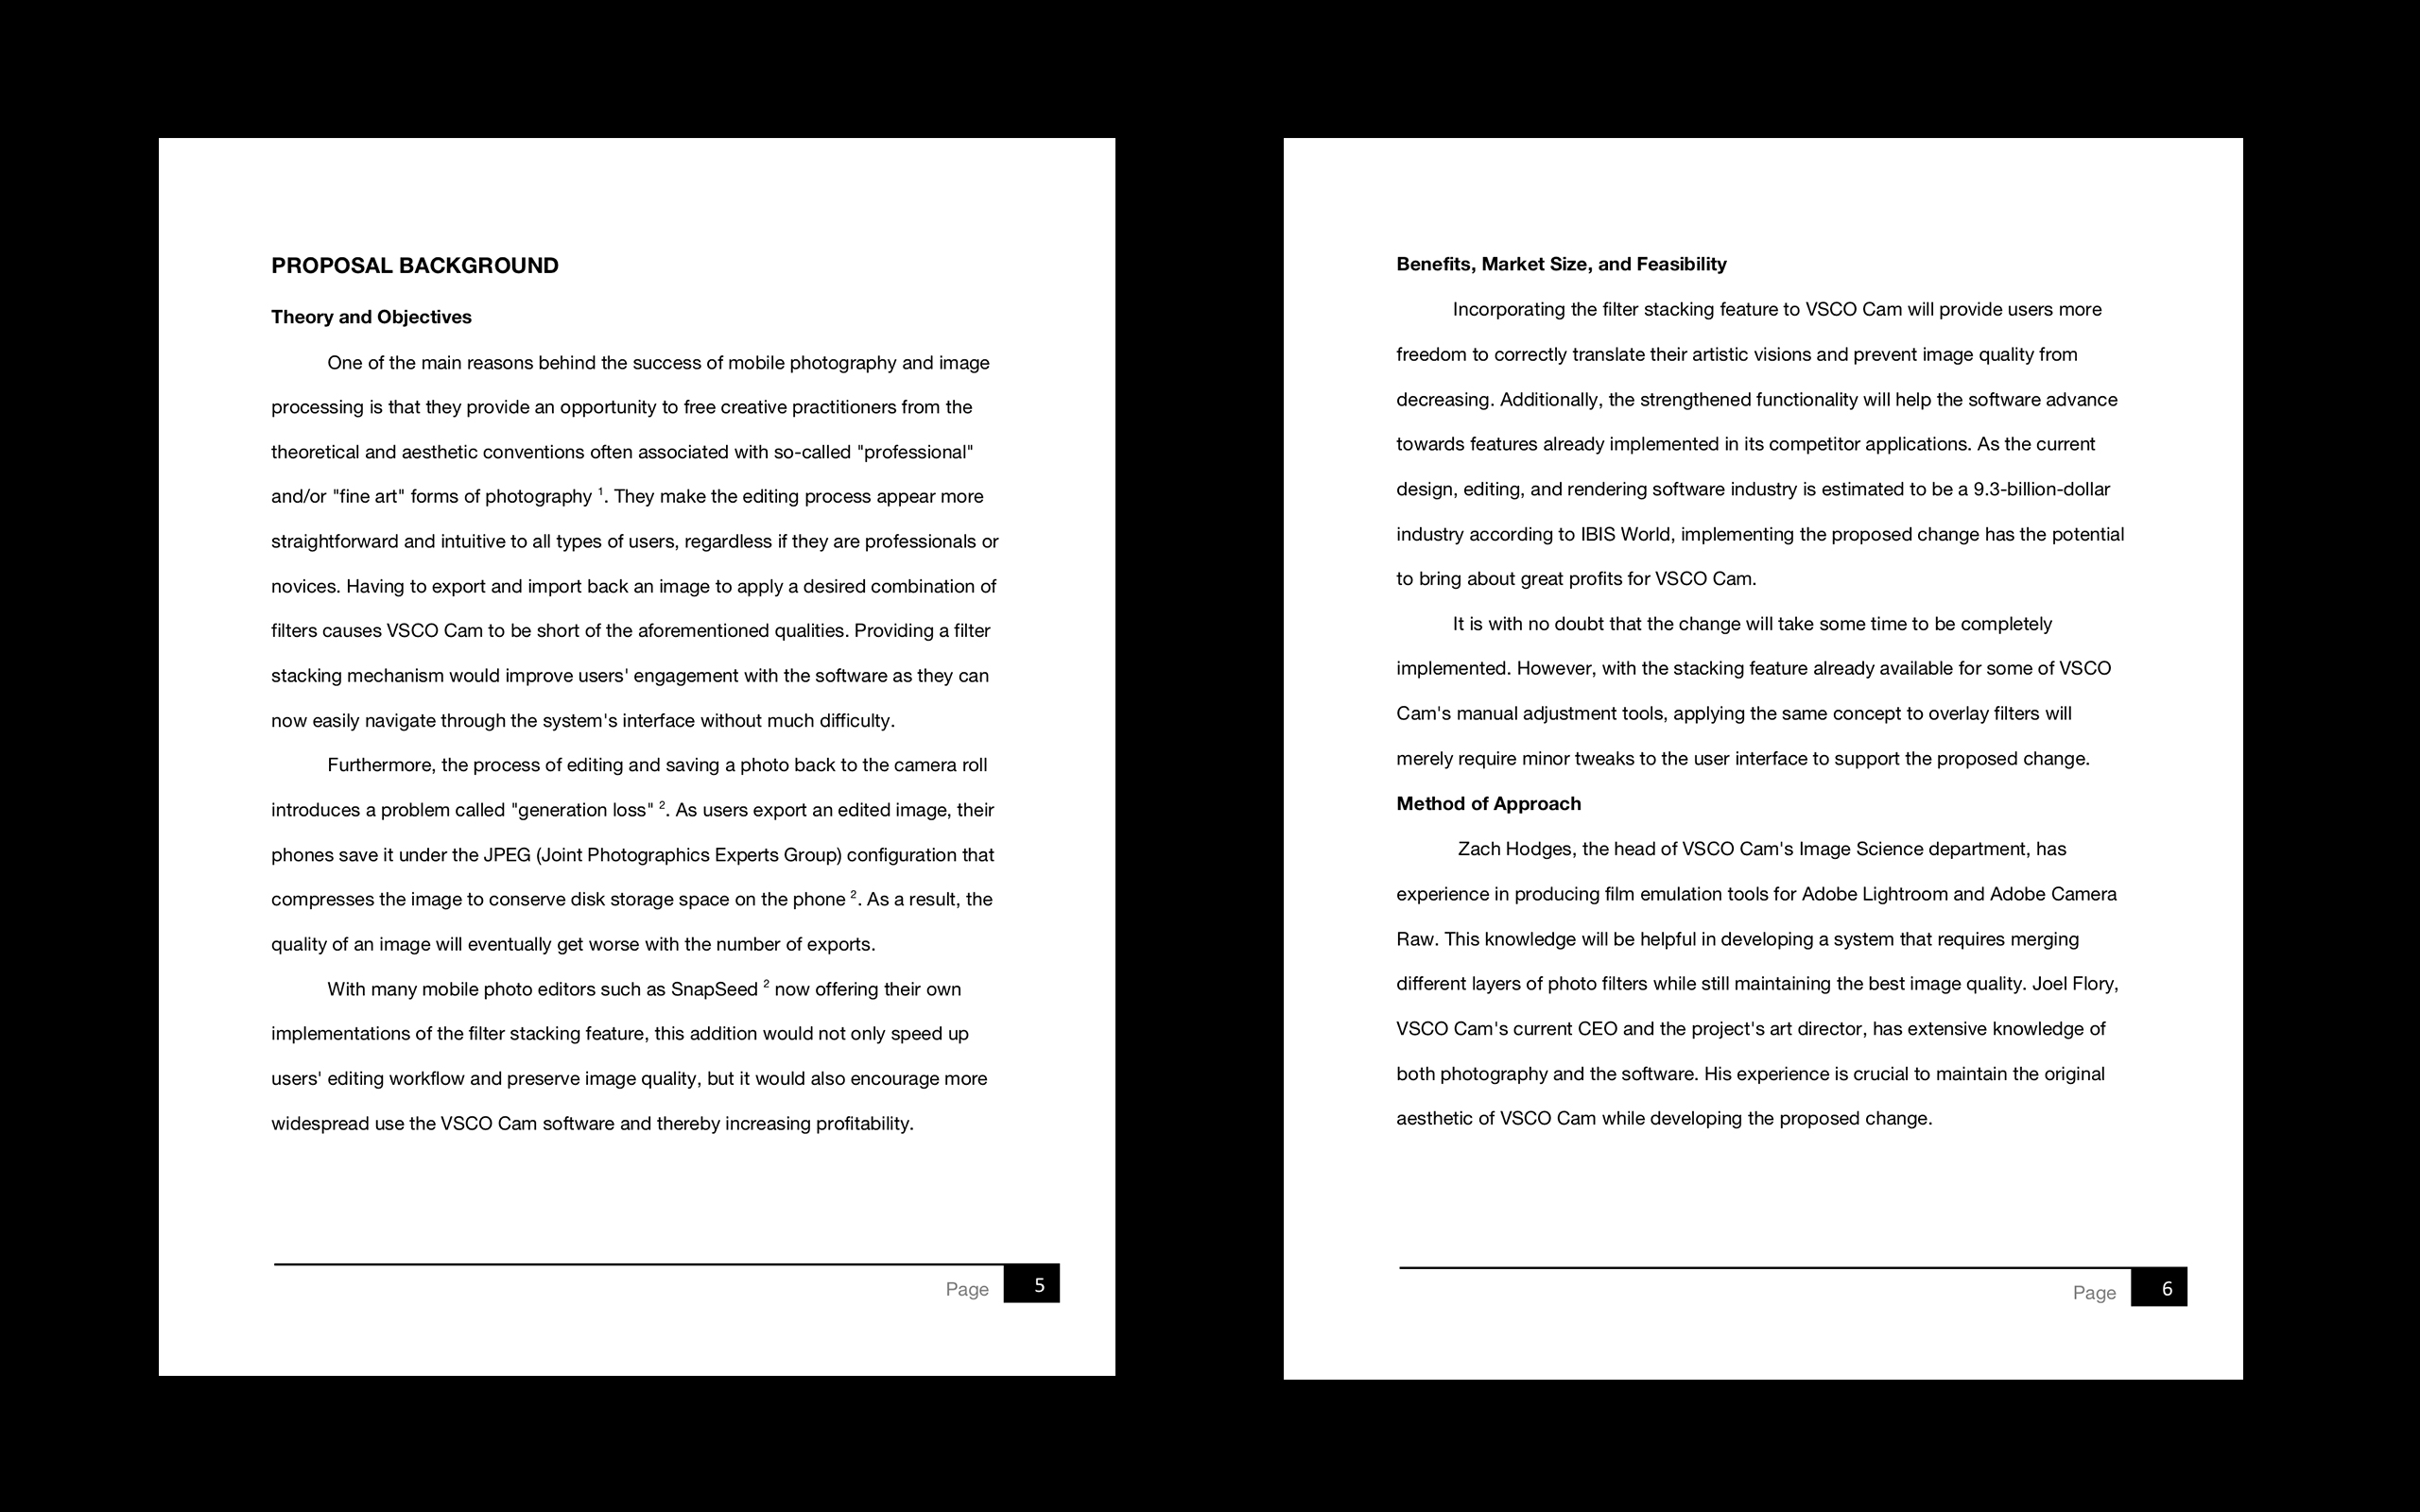 PROPOSAL BACKGROUND
Theory and Objectives
One of the main reasons behind the success of mobile photography and image
processing is that they provide an opportunity to free creative practitioners from the
theoretical and aesthetic conventions often associated with so-called "professional"
and/or "fine art" forms of photography ¹. They make the editing process appear more
straightforward and intuitive to all types of users, regardless if they are professionals or
novices. Having to export and import back an image to apply a desired combination of
filters causes VSCO Cam to be short of the aforementioned qualities. Providing a filter
stacking mechanism would improve users' engagement with the software as they can
now easily navigate through the system's interface without much difficulty.
Furthermore, the process of editing and saving a photo back to the camera roll
introduces a problem called "generation loss" ². As users export an edited image, their
phones save it under the JPEG (Joint Photographics Experts Group) configuration that
compresses the image to conserve disk storage space on the phone ². As a result, the
quality of an image will eventually get worse with the number of exports.
With many mobile photo editors such as SnapSeed ² now offering their own
implementations of the filter stacking feature, this addition would not only speed up
users' editing workflow and preserve image quality, but it would also encourage more
widespread use the VSCO Cam software and thereby increasing profitability.
Page 5
Benefits, Market Size, and Feasibility
Incorporating the filter stacking feature to VSCO Cam will provide users more
freedom to correctly translate their artistic visions and prevent image quality from
decreasing. Additionally, the strengthened functionality will help the software advance
towards features already implemented in its competitor applications. As the current
design, editing, and rendering software industry is estimated to be a 9.3-billion-dollar
industry according to IBIS World, implementing the proposed change has the potential
to bring about great profits for VSCO Cam.
It is with no doubt that the change will take some time to be completely
implemented. However, with the stacking feature already available for some of VSCO
Cam's manual adjustment tools, applying the same concept to overlay filters will
merely require minor tweaks to the user interface to support the proposed change.
Method of Approach
Zach Hodges, the head of VSCO Cam's Image Science department, has
experience in producing film emulation tools for Adobe Lightroom and Adobe Camera
Raw. This knowledge will be helpful in developing a system that requires merging
different layers of photo filters while still maintaining the best image quality. Joel Flory,
VSCO Cam's current CEO and the project's art director, has extensive knowledge of
both photography and the software. His experience is crucial to maintain the original
aesthetic of VSCO Cam while developing the proposed change.
Page 6